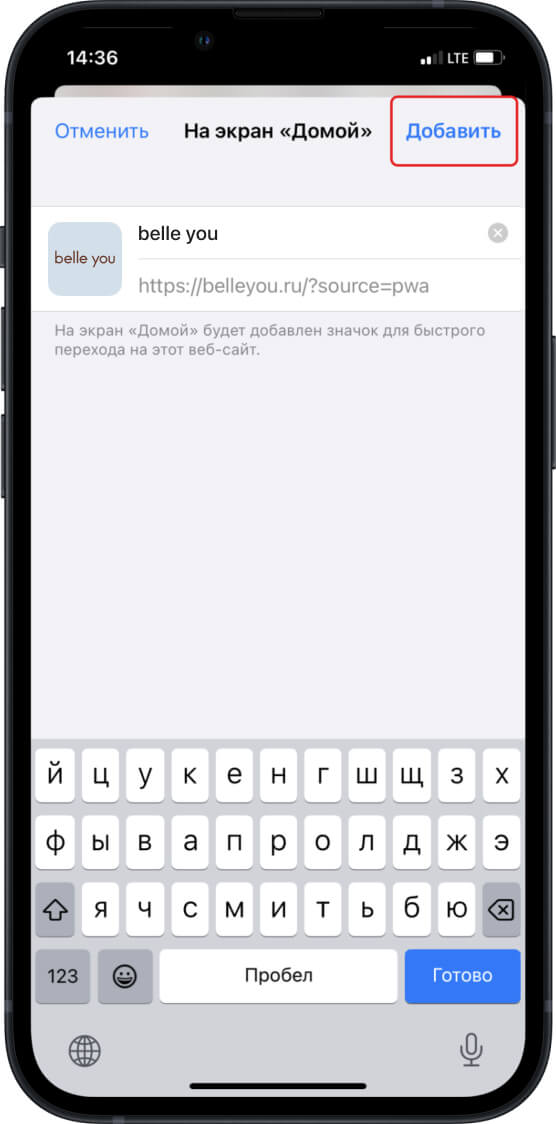 14:36
LTE
Отменить На экран «Домой» Добавить
belle you
belle you
https://belleyou.ru/?source=pwa
На экран «Домой» будет добавлен значок для быстрого
перехода на этот веб-сайт.
й ц у к е н г ш щ з х
ф ы в а п р о л д ж э
я ч с м и т ь б ю
123 Пробел Готово